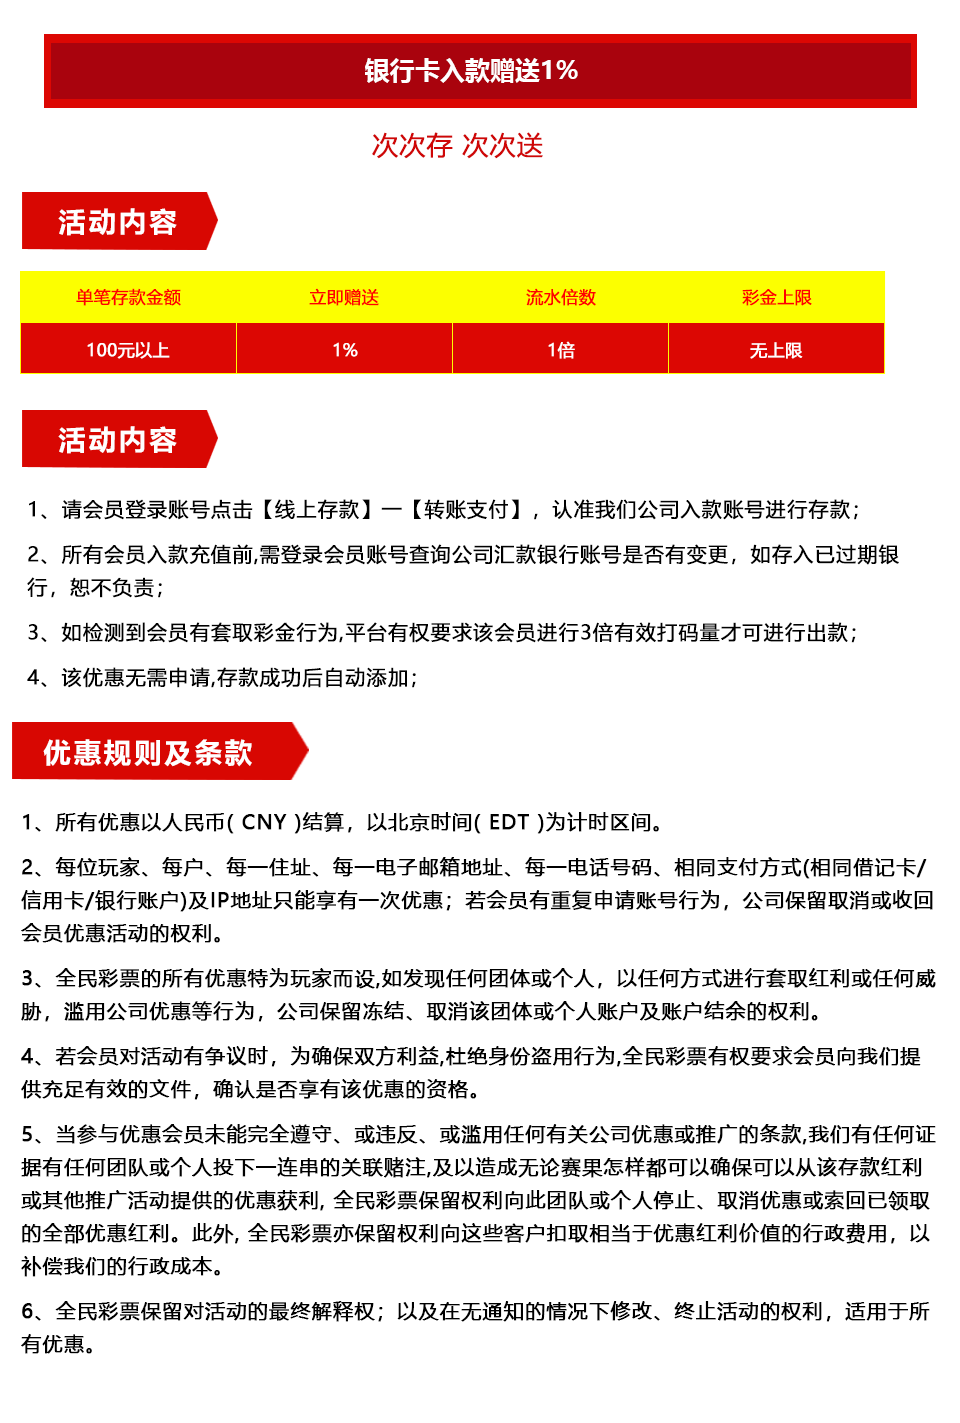 银行卡入款赠送1%
次次存 次次送
活动内容
单笔存款金额 立即赠送 流水倍数 彩金上限
100元以上 1% 1倍 无上限
活动内容
1、请会员登录账号点击【线上存款】一【转账支付】，认准我们公司入款账号进行存款；
2、所有会员入款充值前,需登录会员账号查询公司汇款银行账号是否有变更，如存入已过期银
行，恕不负责；
3、如检测到会员有套取彩金行为,平台有权要求该会员进行3倍有效打码量才可进行出款；
4、该优惠无需申请,存款成功后自动添加；
优惠规则及条款
1、所有优惠以人民币( CNY )结算，以北京时间( EDT )为计时区间。
2、每位玩家、每户、每一住址、每一电子邮箱地址、每一电话号码、相同支付方式(相同借记卡/
信用卡/银行账户)及IP地址只能享有一次优惠；若会员有重复申请账号行为，公司保留取消或收回
会员优惠活动的权利。
3、全民彩票的所有优惠特为玩家而设,如发现任何团体或个人，以任何方式进行套取红利或任何威
胁，滥用公司优惠等行为，公司保留冻结、取消该团体或个人账户及账户结余的权利。
4、若会员对活动有争议时，为确保双方利益,杜绝身份盗用行为,全民彩票有权要求会员向我们提
供充足有效的文件，确认是否享有该优惠的资格。
5、当参与优惠会员未能完全遵守、或违反、或滥用任何有关公司优惠或推广的条款,我们有任何证
据有任何团队或个人投下一连串的关联赌注,及以造成无论赛果怎样都可以确保可以从该存款红利
或其他推广活动提供的优惠获利, 全民彩票保留权利向此团队或个人停止、取消优惠或索回已领取
的全部优惠红利。此外, 全民彩票亦保留权利向这些客户扣取相当于优惠红利价值的行政费用，以
补偿我们的行政成本。
6、全民彩票保留对活动的最终解释权；以及在无通知的情况下修改、终止活动的权利，适用于所
有优惠。